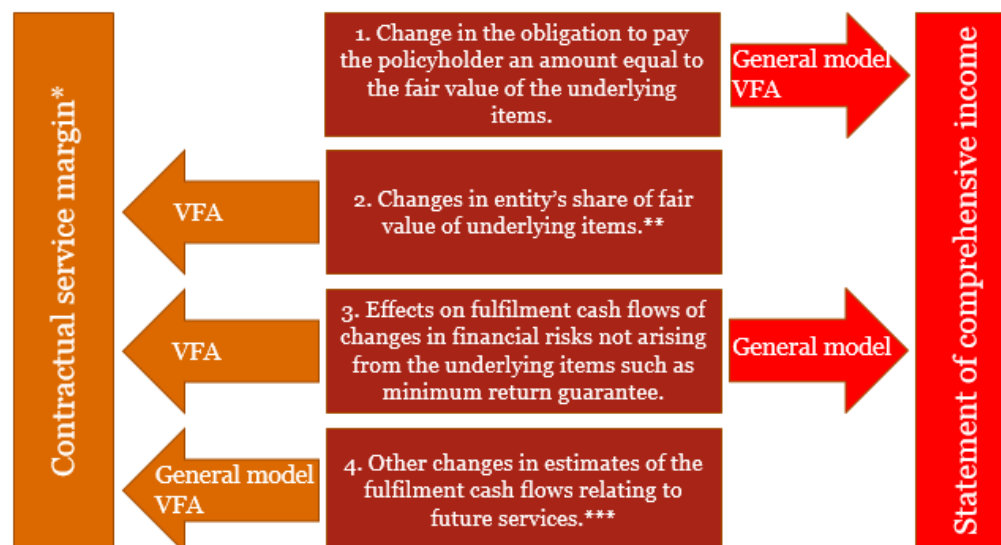 Contractual service margin*
1. Change in the obligation to pay
the policyholder an amount equal to
the fair value of the underlying
items.
General model
VFA
VFA
2. Changes in entity’s share of fair
value of underlying items.**
VFA
3. Effects on fulfilment cash flows of
changes in financial risks not arising
from the underlying items such as
minimum return guarantee.
General model
General model
VFA
4. Other changes in estimates of the
fulfilment cash flows relating to
future services.***
Statement of comprehensive income